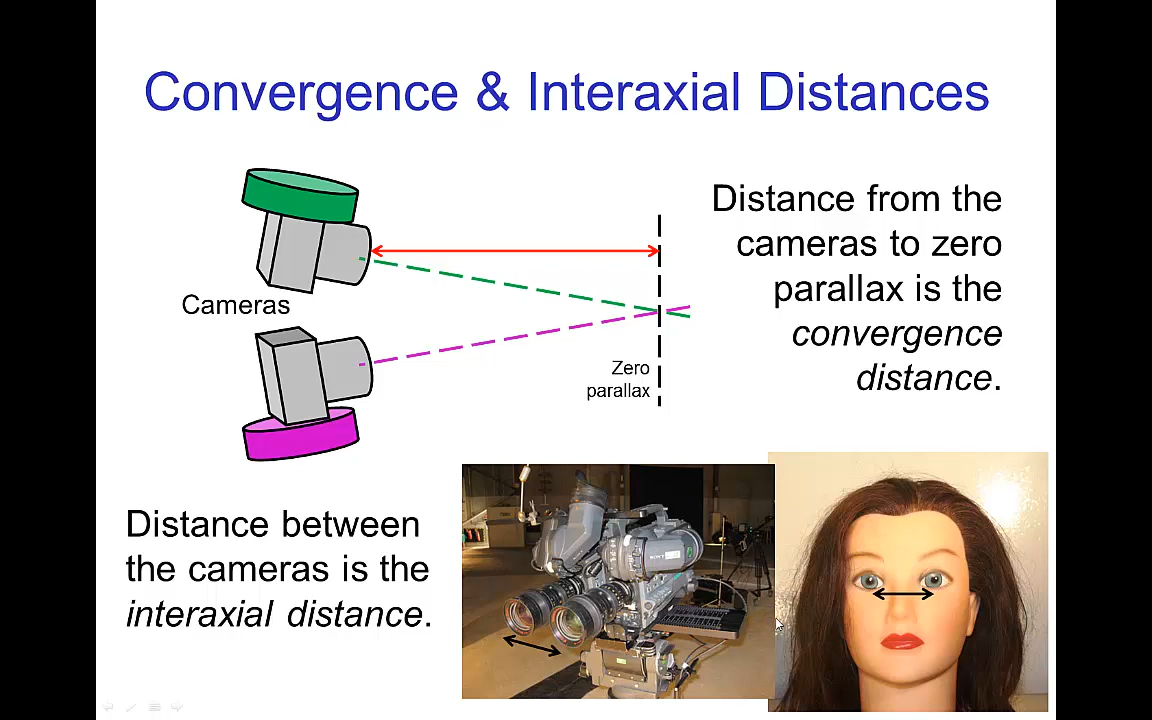 Convergence & Interaxial Distances
Distance from the
cameras to zero
parallax is the
convergence
distance.
Cameras
Zero
parallax
Distance between
the cameras is the
interaxial distance.
SONY